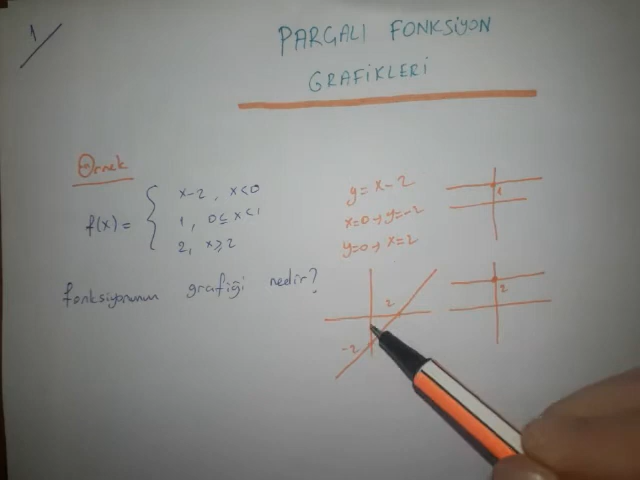 1
PARÇALI FONKSİYON
GRAFİKLERİ
Örnek
f(x) = { x-2, x<0
1, 0≤x<1
2, x≥2
fonksiyonunun grafiği nedir?
y = x-2
x=0 → y=-2
y=0 → x=2
2
-2
1
2